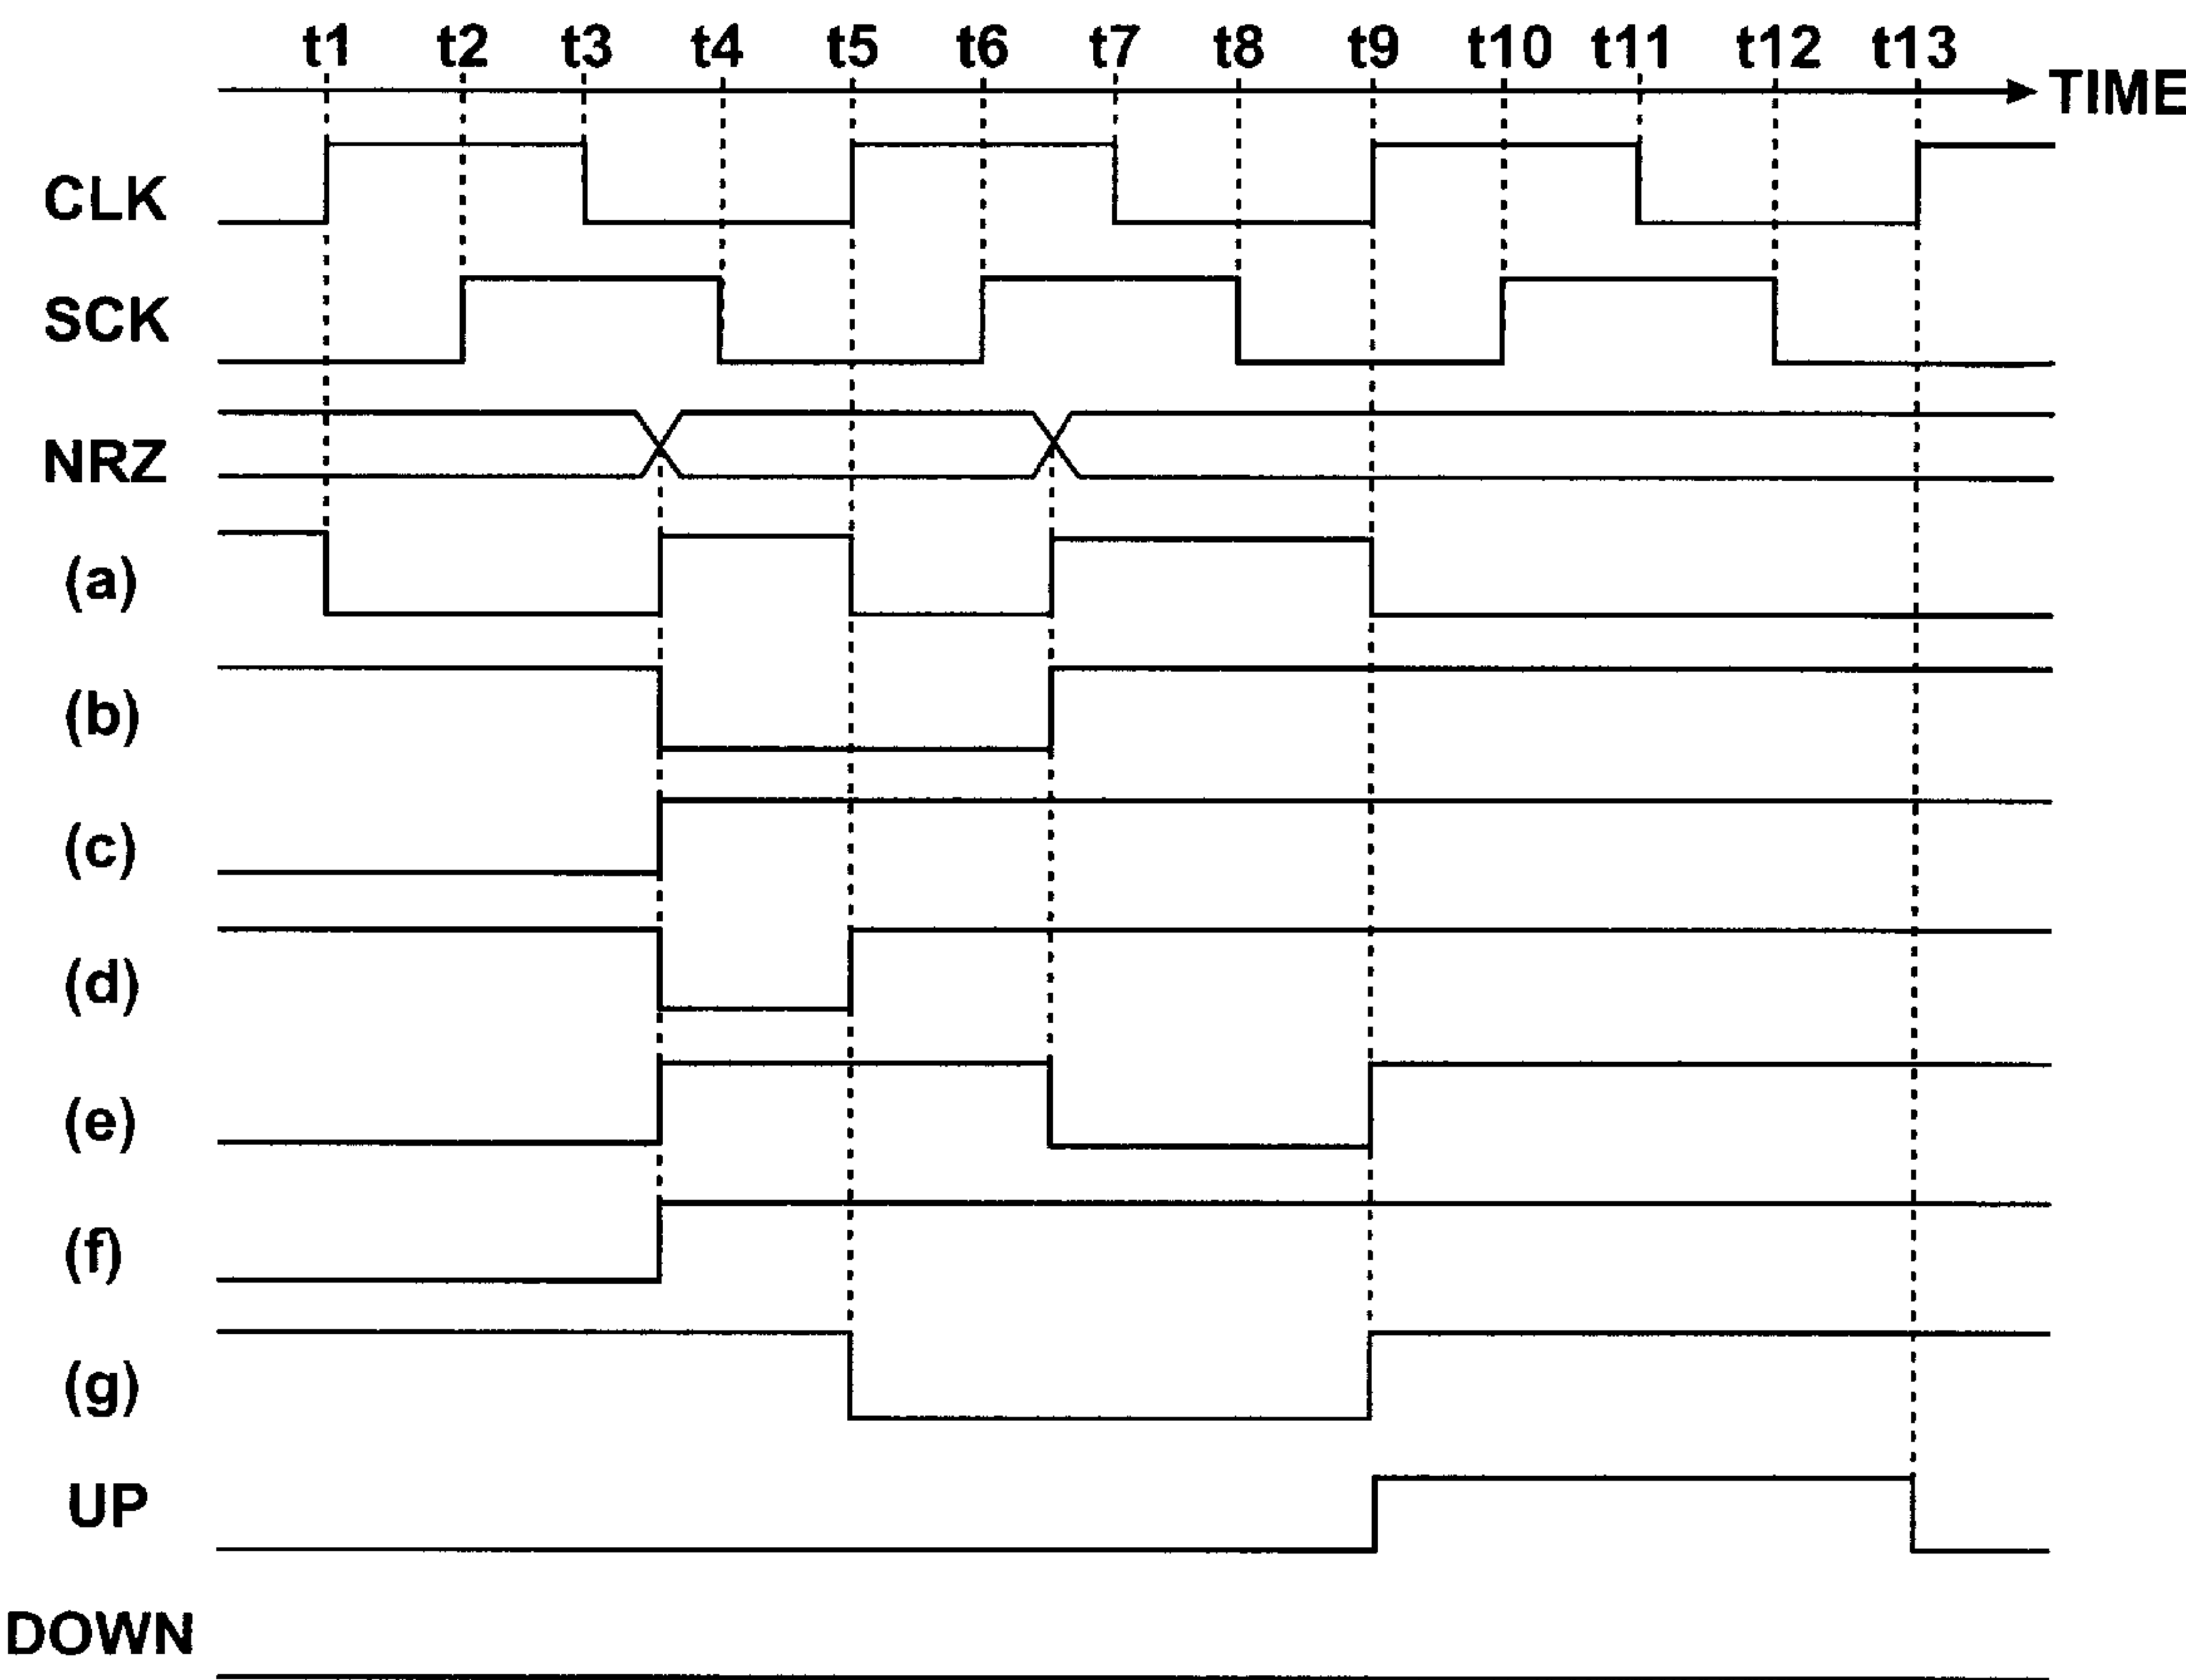 t1 t2 t3 t4 t5 t6 t7 t8 t9 t10 t11 t12 t13
TIME
CLK
SCK
NRZ
(a)
(b)
(c)
(d)
(e)
(f)
(g)
UP
DOWN